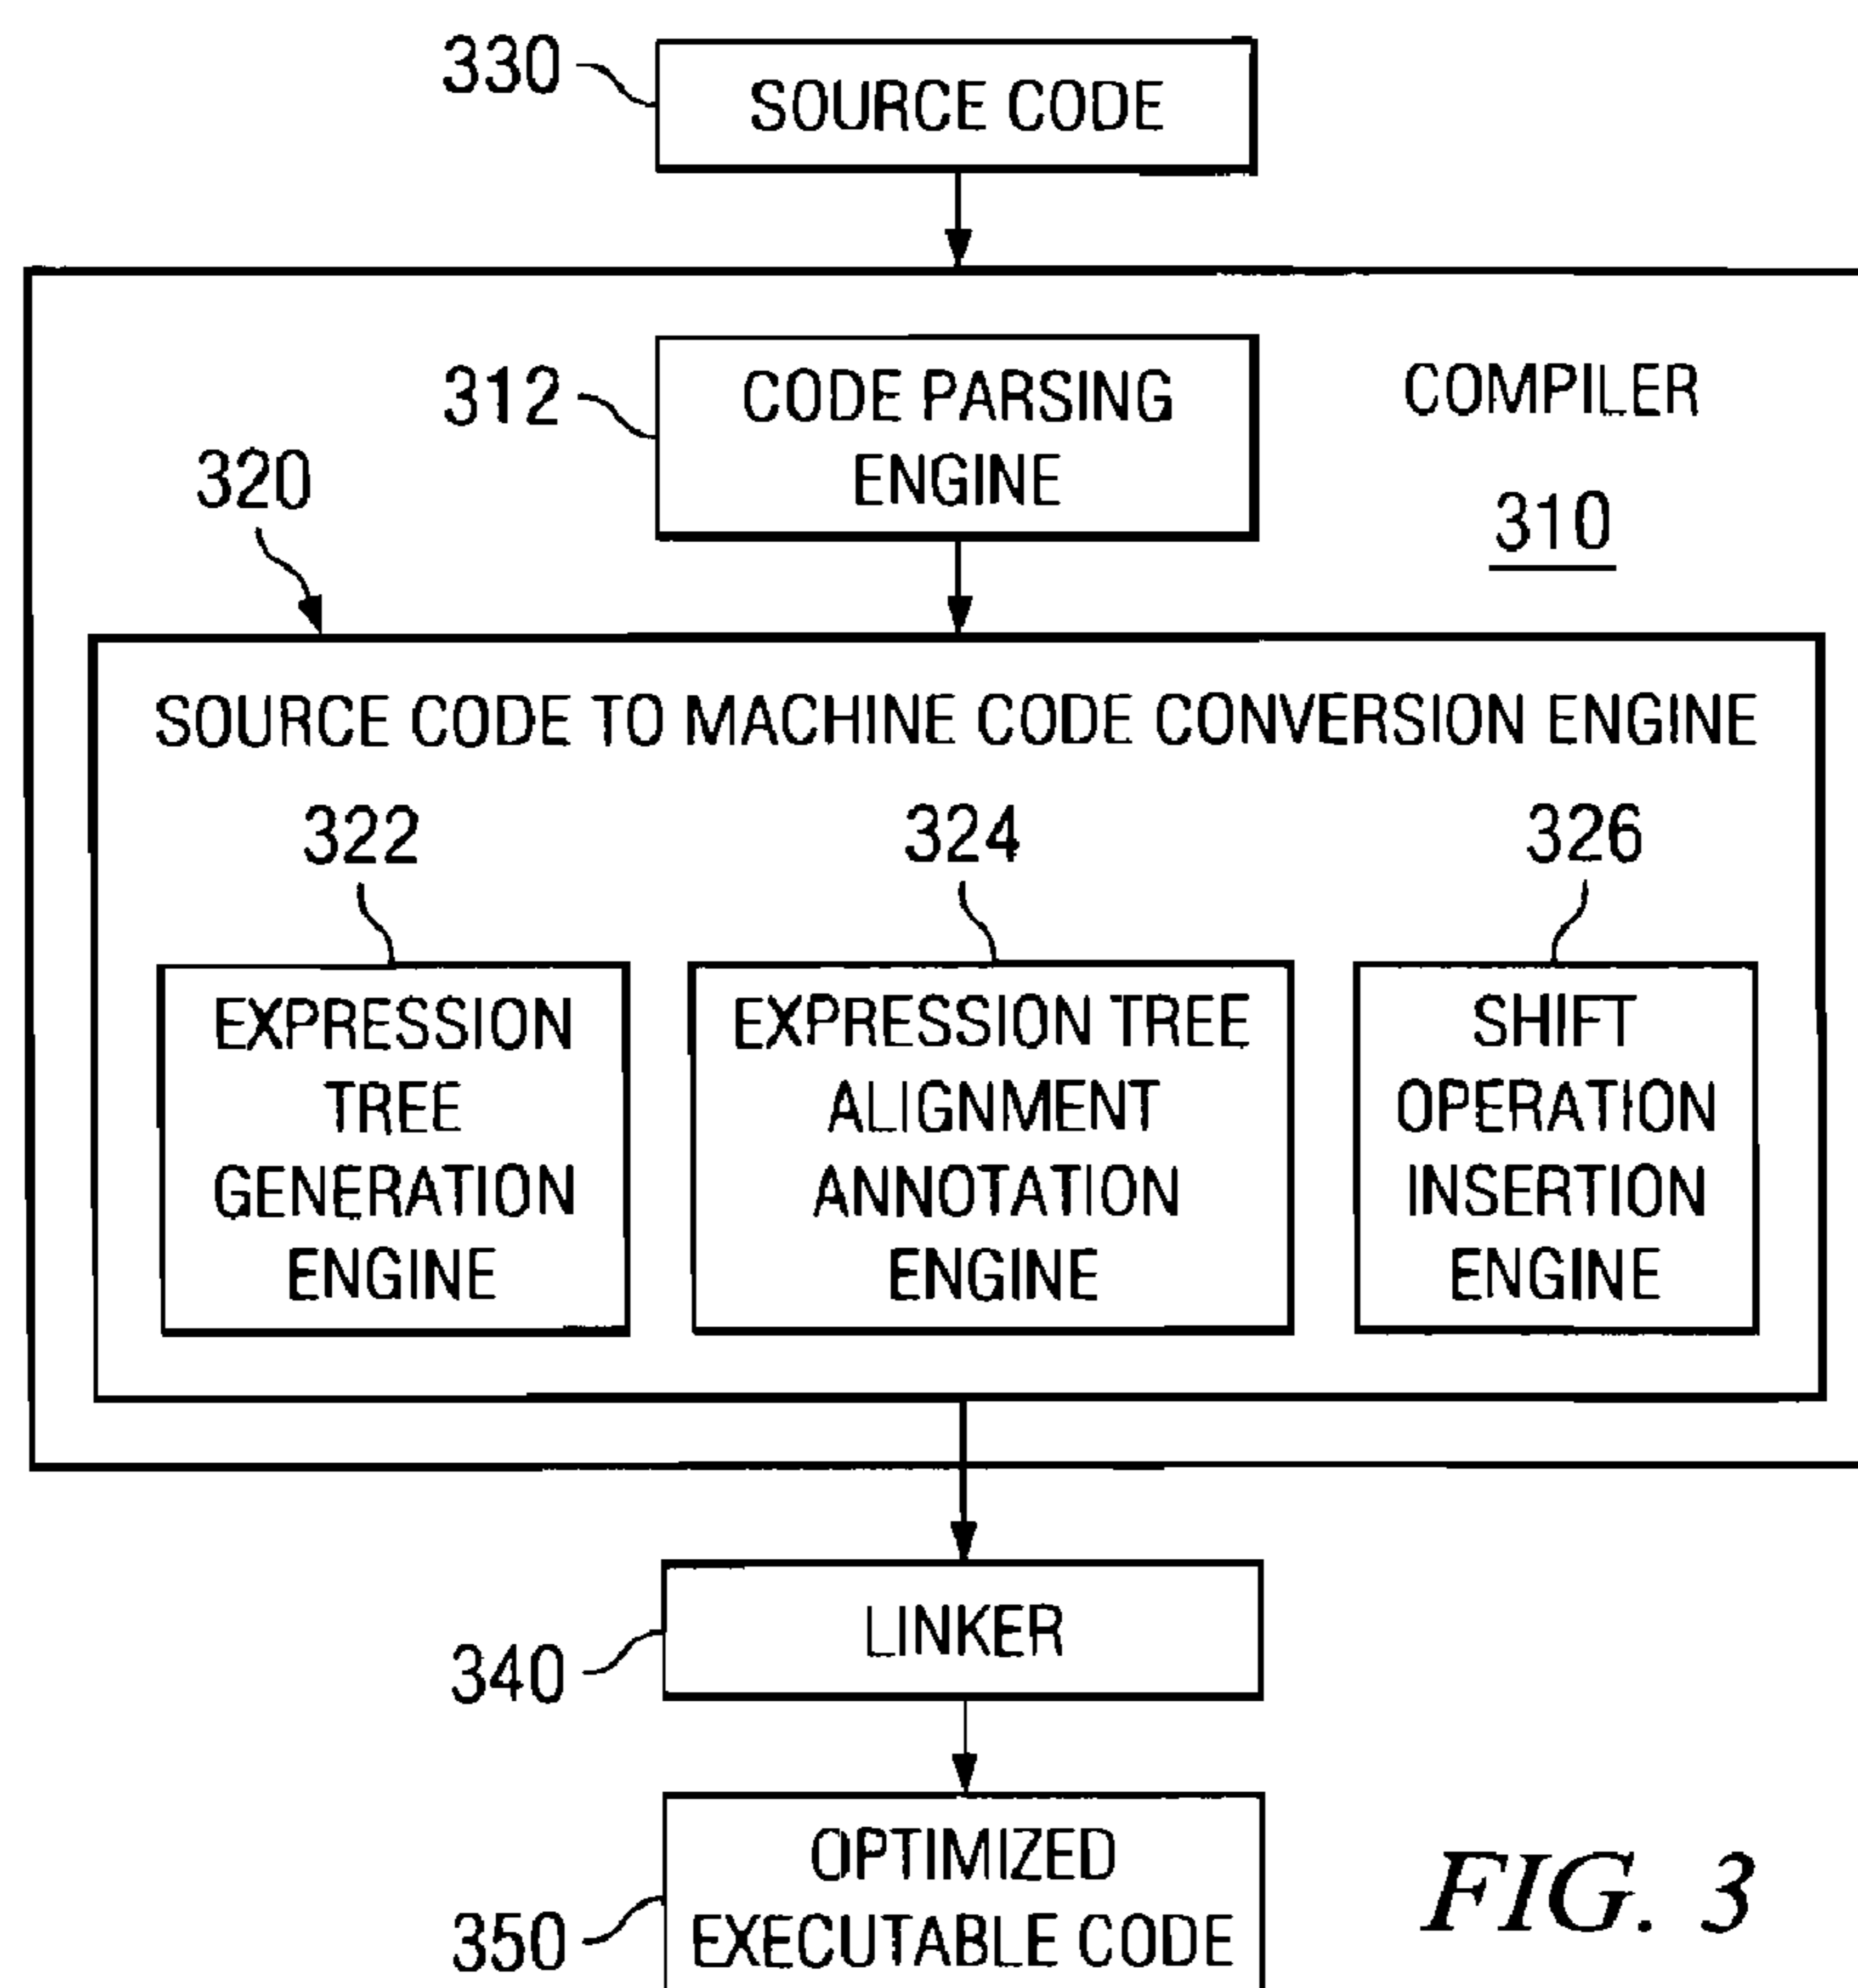 330
SOURCE CODE
312
CODE PARSING
ENGINE
COMPILER
310
320
SOURCE CODE TO MACHINE CODE CONVERSION ENGINE
322
324
326
EXPRESSION
TREE
GENERATION
ENGINE
EXPRESSION TREE
ALIGNMENT
ANNOTATION
ENGINE
SHIFT
OPERATION
INSERTION
ENGINE
LINKER
340
OPTIMIZED
EXECUTABLE CODE
350
FIG. 3